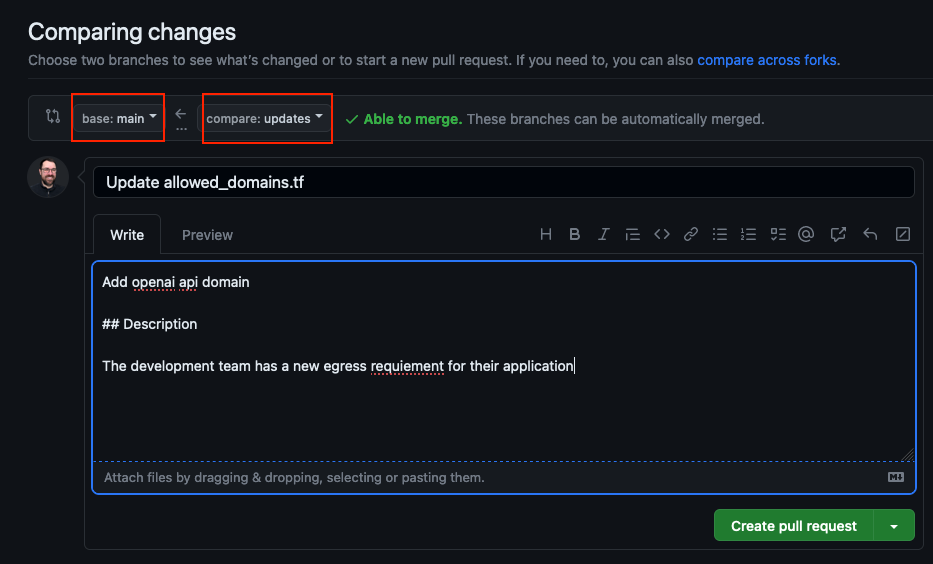 Comparing changes
Choose two branches to see what's changed or to start a new pull request. If you need to, you can also compare across forks.
base: main
compare: updates
Able to merge. These branches can be automatically merged.
Update allowed_domains.tf
Write Preview
Add openai api domain
## Description
The development team has a new egress requiement for their application
Attach files by dragging & dropping, selecting or pasting them.
Create pull request